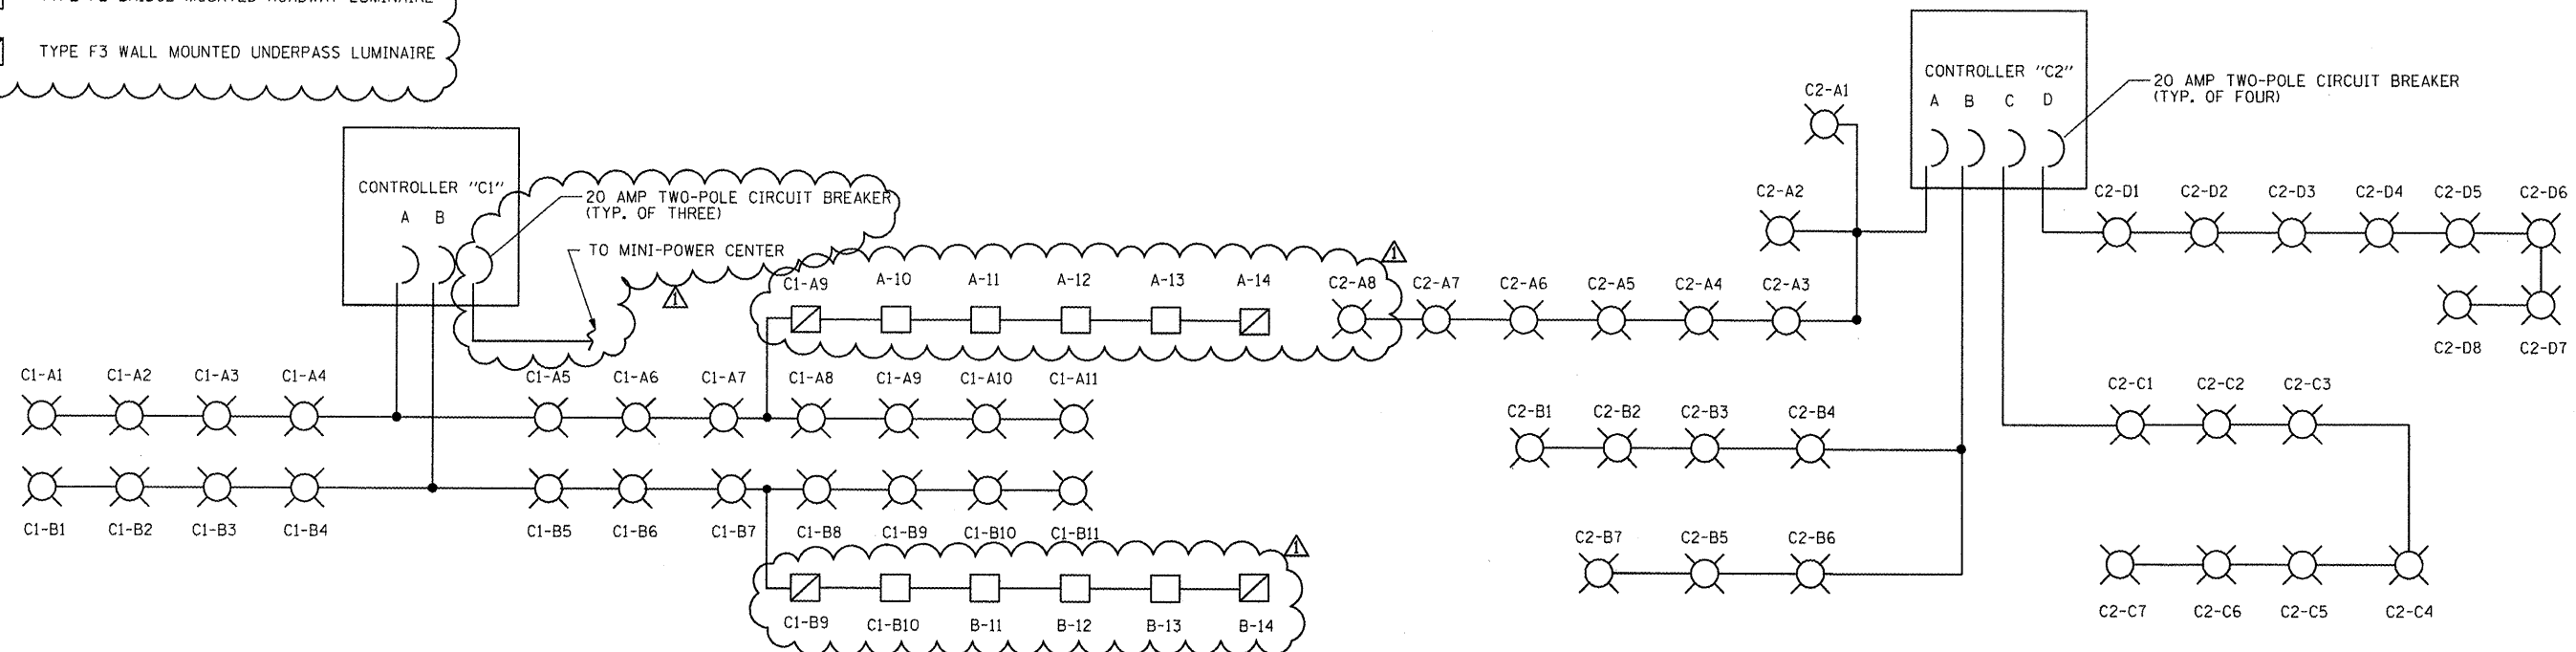 TYPE F3 WALL MOUNTED UNDERPASS LUMINAIRE
CONTROLLER "C1"
A B
20 AMP TWO-POLE CIRCUIT BREAKER
(TYP. OF THREE)
TO MINI-POWER CENTER
1
C1-A9 A-10 A-11 A-12 A-13 A-14
1
C1-A1 C1-A2 C1-A3 C1-A4 C1-A5 C1-A6 C1-A7 C1-A8 C1-A9 C1-A10 C1-A11
C1-B1 C1-B2 C1-B3 C1-B4 C1-B5 C1-B6 C1-B7 C1-B8 C1-B9 C1-B10 C1-B11
1
C1-B9 C1-B10 B-11 B-12 B-13 B-14
CONTROLLER "C2"
A B C D
20 AMP TWO-POLE CIRCUIT BREAKER
(TYP. OF FOUR)
C2-A1
C2-A2
C2-A8 C2-A7 C2-A6 C2-A5 C2-A4 C2-A3
C2-D1 C2-D2 C2-D3 C2-D4 C2-D5 C2-D6
C2-D8 C2-D7
C2-B1 C2-B2 C2-B3 C2-B4
C2-B7 C2-B5 C2-B6
C2-C1 C2-C2 C2-C3
C2-C7 C2-C6 C2-C5 C2-C4